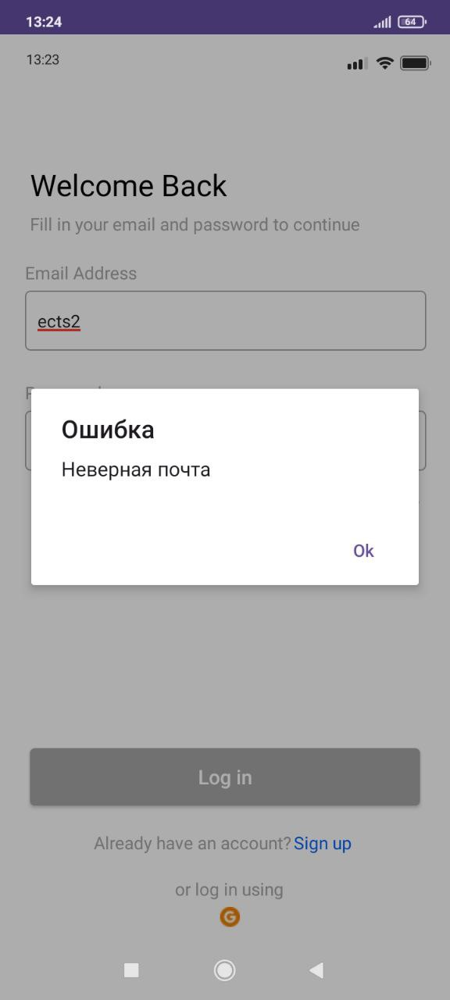 13:24
64
13:23
Welcome Back
Fill in your email and password to continue
Email Address
ects2
Ошибка
Неверная почта
Ok
Log in
Already have an account? Sign up
or log in using
G